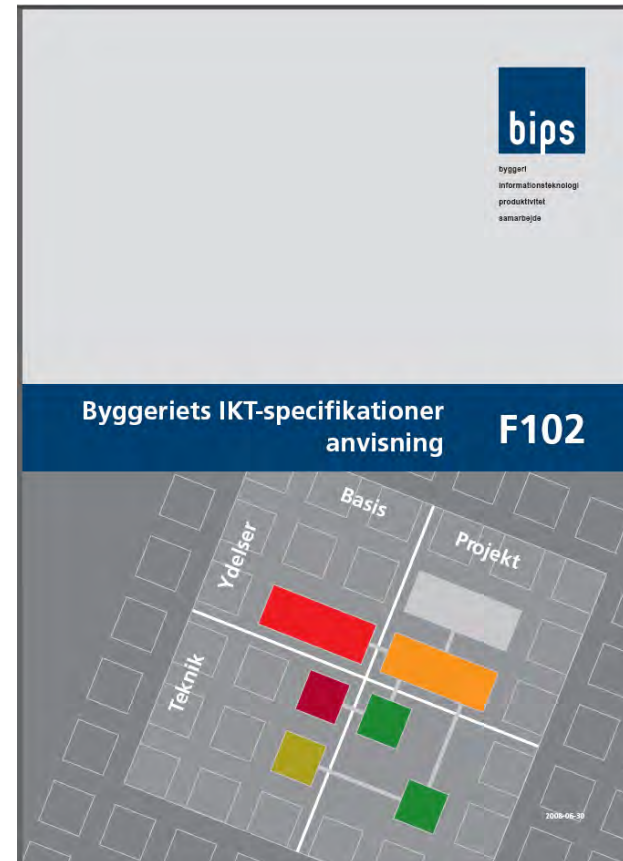 bips
byggeri
informationsteknologi
produktivitet
samarbejde
Byggeriets IKT-specifikationer
anvisning
F102
Basis
Ydelser
Projekt
Teknik
2008-06-30